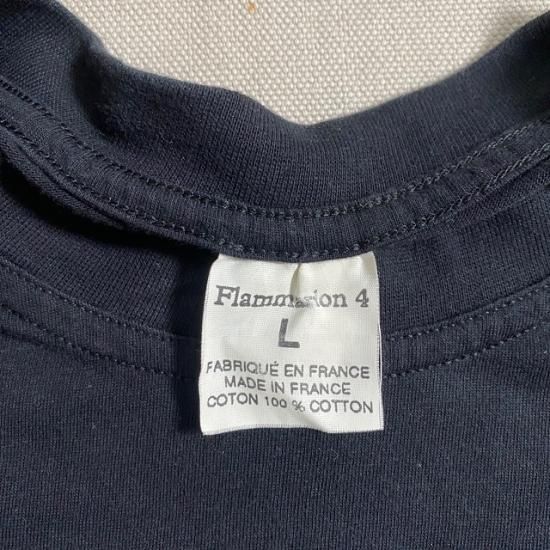 Flammarion 4
L
FABRIQUÉ EN FRANCE
MADE IN FRANCE
COTON 100 % COTTON